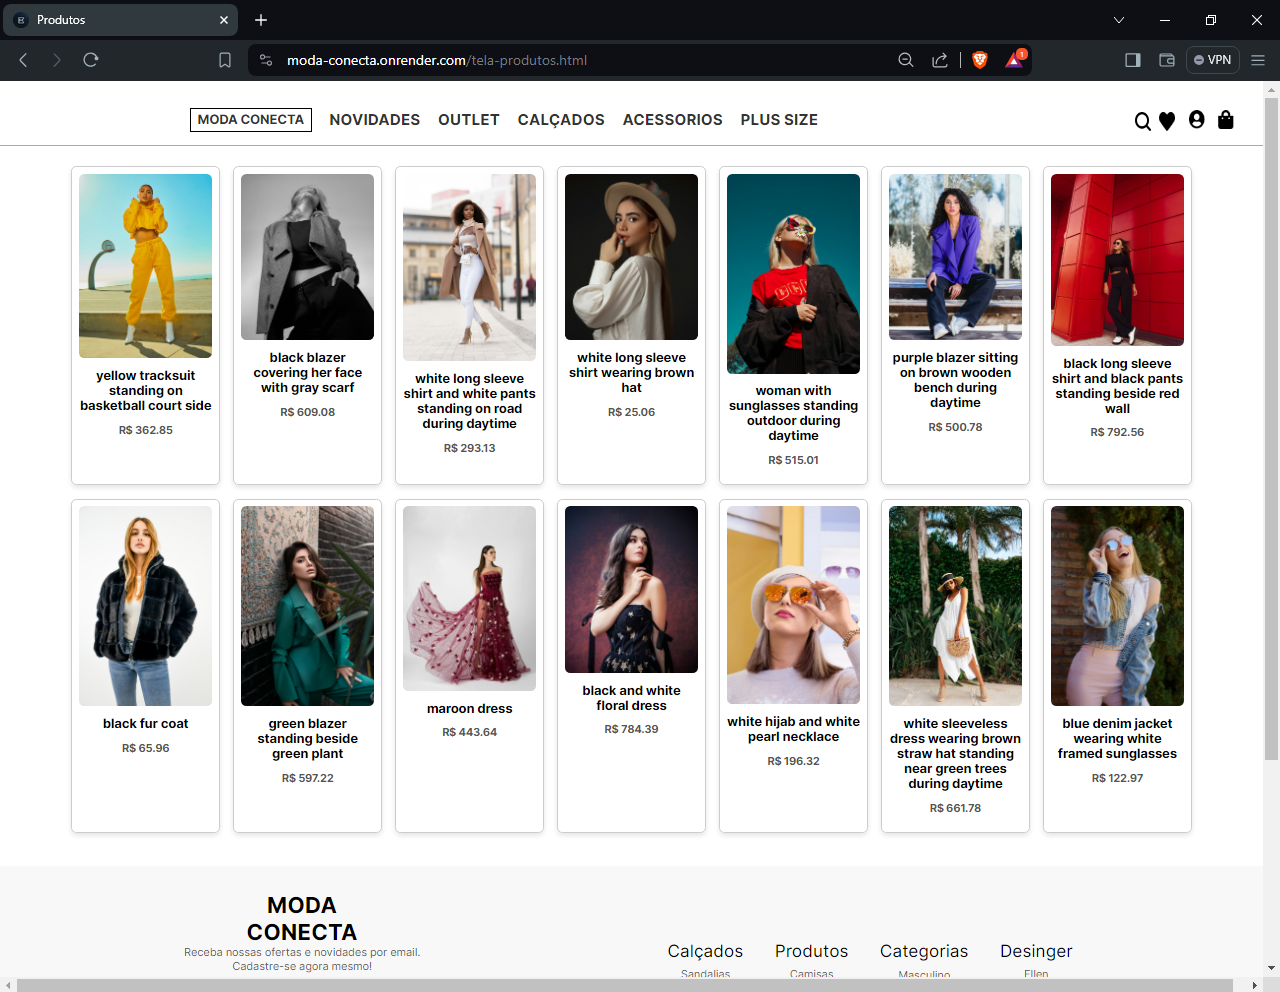 Produtos
moda-conecta.onrender.com/tela-produtos.html
1
VPN
MODA CONECTA
NOVIDADES
OUTLET
CALÇADOS
ACESSORIOS
PLUS SIZE
yellow tracksuit
standing on
basketball court side
R$ 362.85
black blazer
covering her face
with gray scarf
R$ 609.08
white long sleeve
shirt and white pants
standing on road
during daytime
R$ 293.13
white long sleeve
shirt wearing brown
hat
R$ 25.06
woman with
sunglasses standing
outdoor during
daytime
R$ 515.01
purple blazer sitting
on brown wooden
bench during
daytime
R$ 500.78
black long sleeve
shirt and black pants
standing beside red
wall
R$ 792.56
black fur coat
R$ 65.96
green blazer
standing beside
green plant
R$ 597.22
maroon dress
R$ 443.64
black and white
floral dress
R$ 784.39
white hijab and white
pearl necklace
R$ 196.32
white sleeveless
dress wearing brown
straw hat standing
near green trees
during daytime
R$ 661.78
blue denim jacket
wearing white
framed sunglasses
R$ 122.97
MODA
CONECTA
Receba nossas ofertas e novidades por email.
Cadastre-se agora mesmo!
Calçados
Sandalias
Produtos
Camisas
Categorias
Masculino
Desinger
Ellen